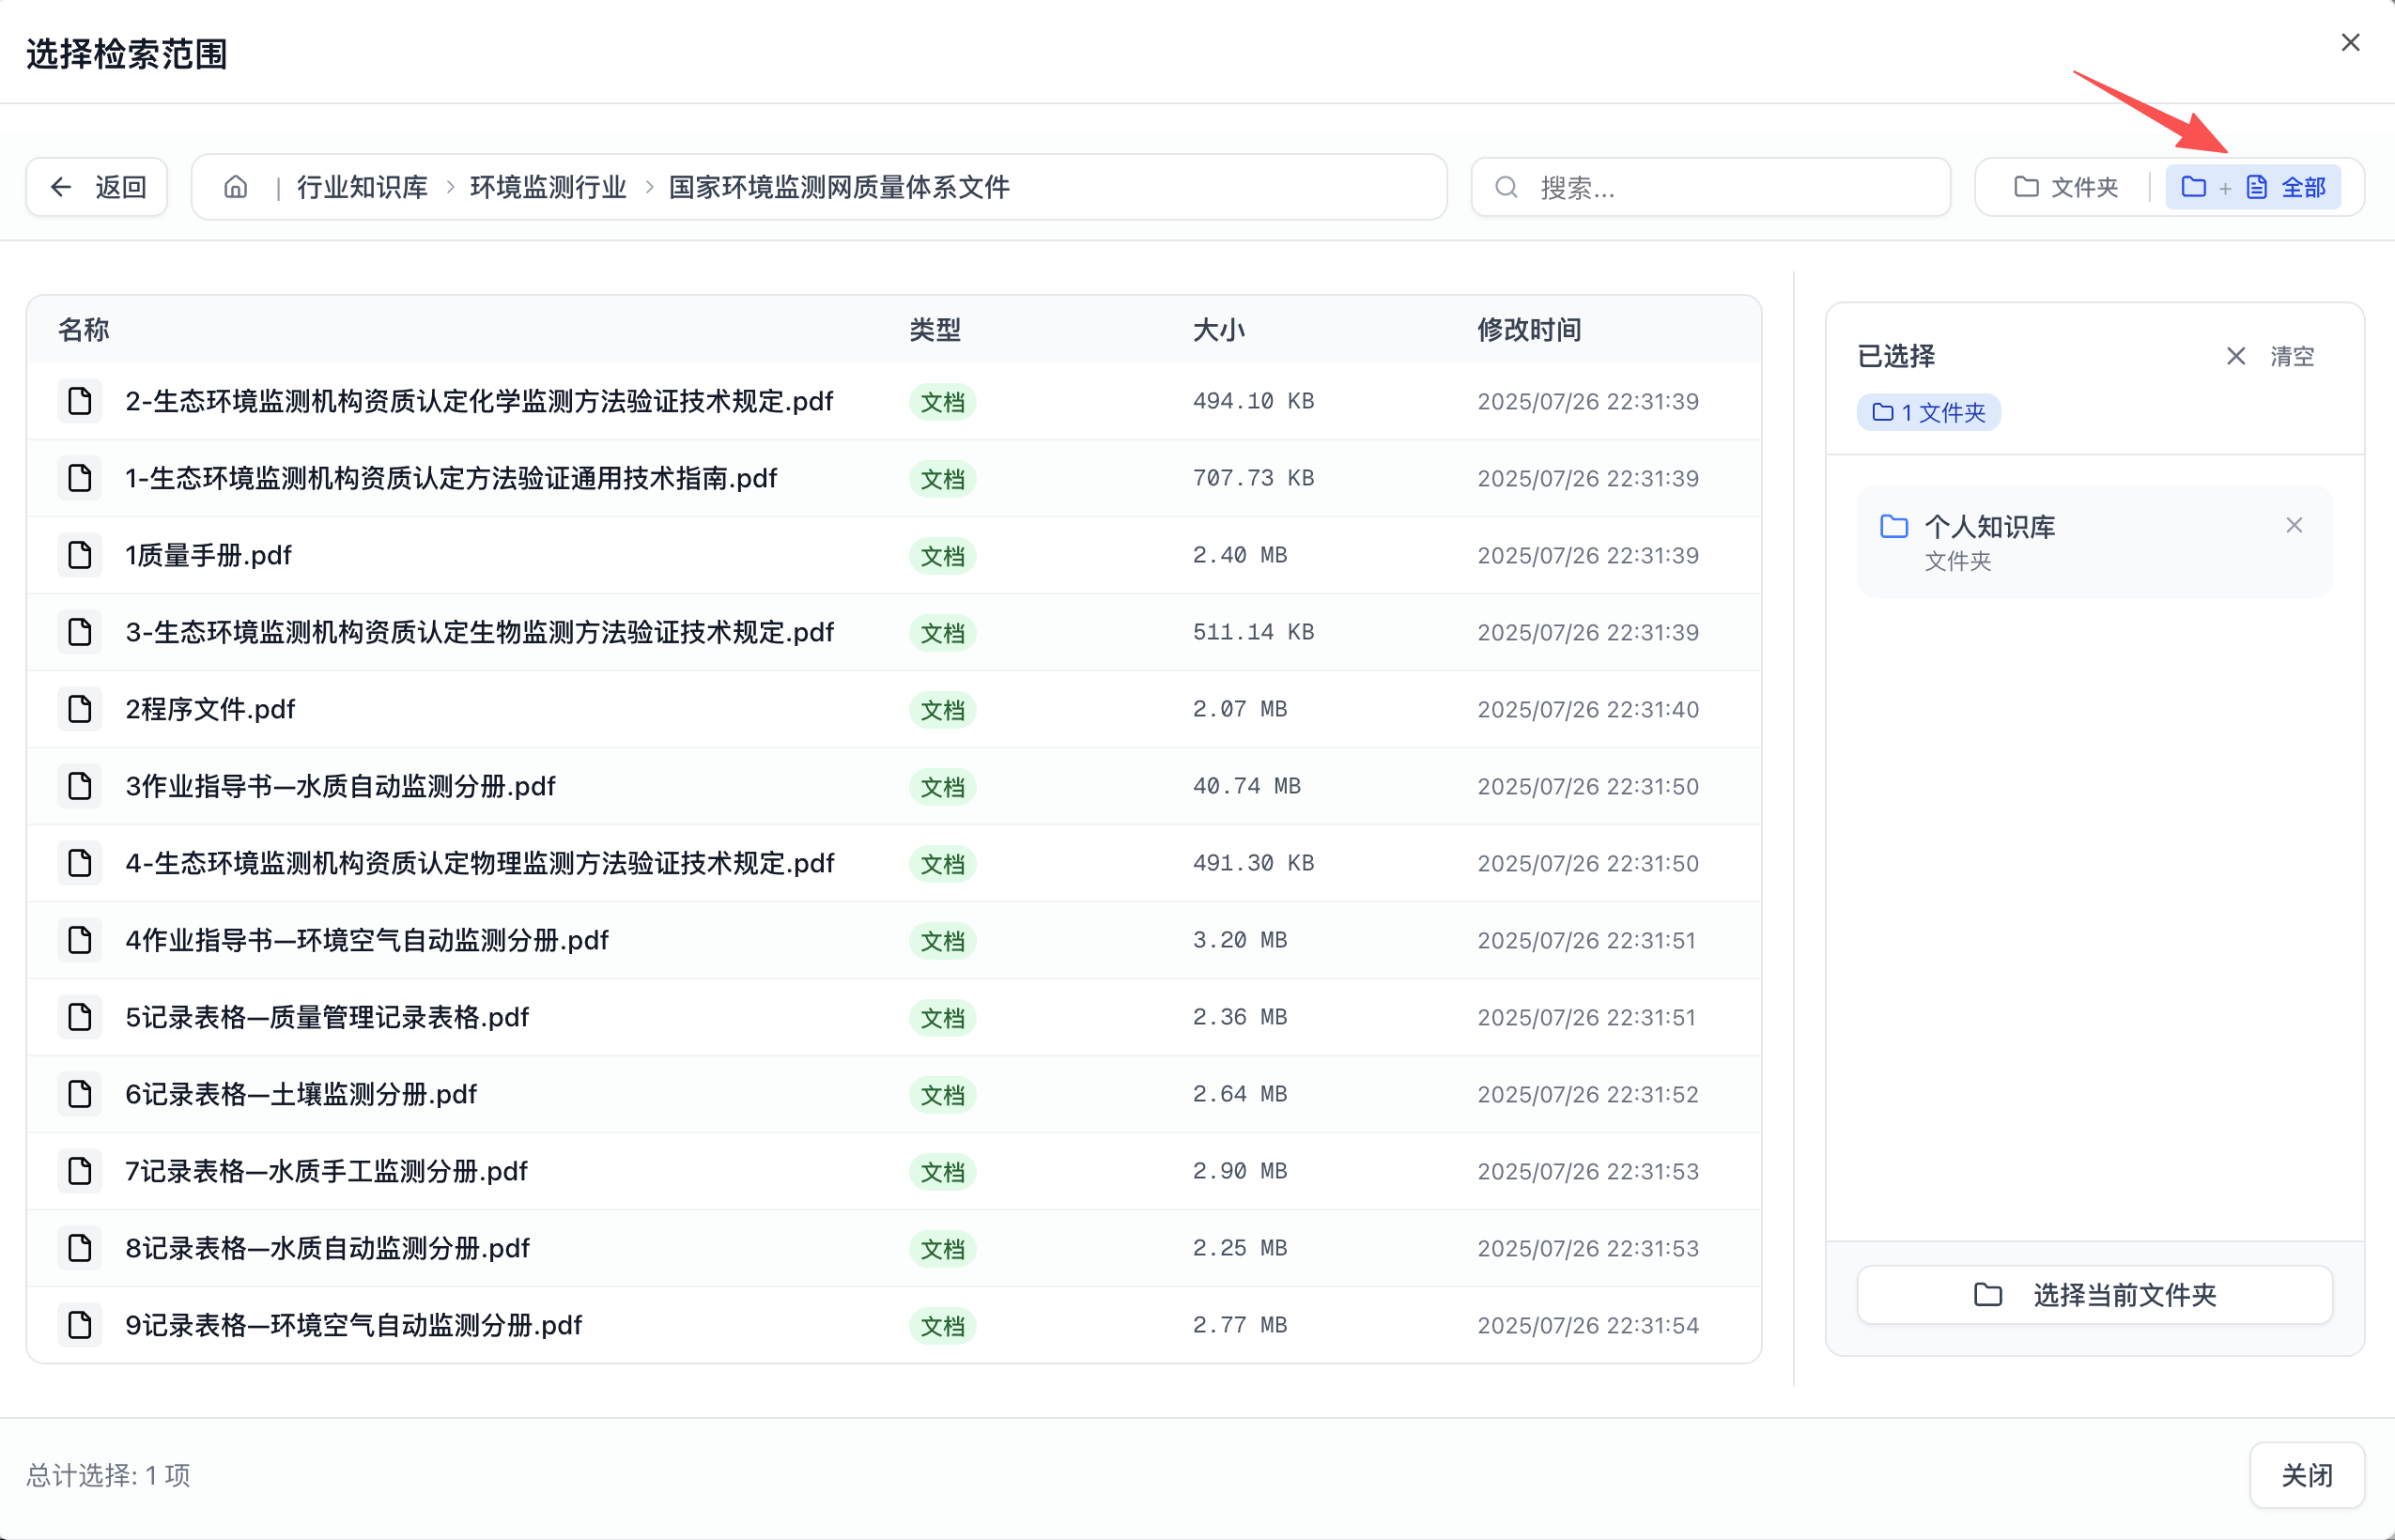 选择检索范围
返回 | 行业知识库 > 环境监测行业 > 国家环境监测网质量体系文件 搜索... 文件夹 + 全部
名称 类型 大小 修改时间
2-生态环境监测机构资质认定化学监测方法验证技术规定.pdf 文档 494.10 KB 2025/07/26 22:31:39
1-生态环境监测机构资质认定方法验证通用技术指南.pdf 文档 707.73 KB 2025/07/26 22:31:39
1质量手册.pdf 文档 2.40 MB 2025/07/26 22:31:39
3-生态环境监测机构资质认定生物监测方法验证技术规定.pdf 文档 511.14 KB 2025/07/26 22:31:39
2程序文件.pdf 文档 2.07 MB 2025/07/26 22:31:40
3作业指导书—水质自动监测分册.pdf 文档 40.74 MB 2025/07/26 22:31:50
4-生态环境监测机构资质认定物理监测方法验证技术规定.pdf 文档 491.30 KB 2025/07/26 22:31:50
4作业指导书—环境空气自动监测分册.pdf 文档 3.20 MB 2025/07/26 22:31:51
5记录表格—质量管理记录表格.pdf 文档 2.36 MB 2025/07/26 22:31:51
6记录表格—土壤监测分册.pdf 文档 2.64 MB 2025/07/26 22:31:52
7记录表格—水质手工监测分册.pdf 文档 2.90 MB 2025/07/26 22:31:53
8记录表格—水质自动监测分册.pdf 文档 2.25 MB 2025/07/26 22:31:53
9记录表格—环境空气自动监测分册.pdf 文档 2.77 MB 2025/07/26 22:31:54
已选择 清空
1 文件夹
个人知识库
文件夹
选择当前文件夹
总计选择: 1 项
关闭